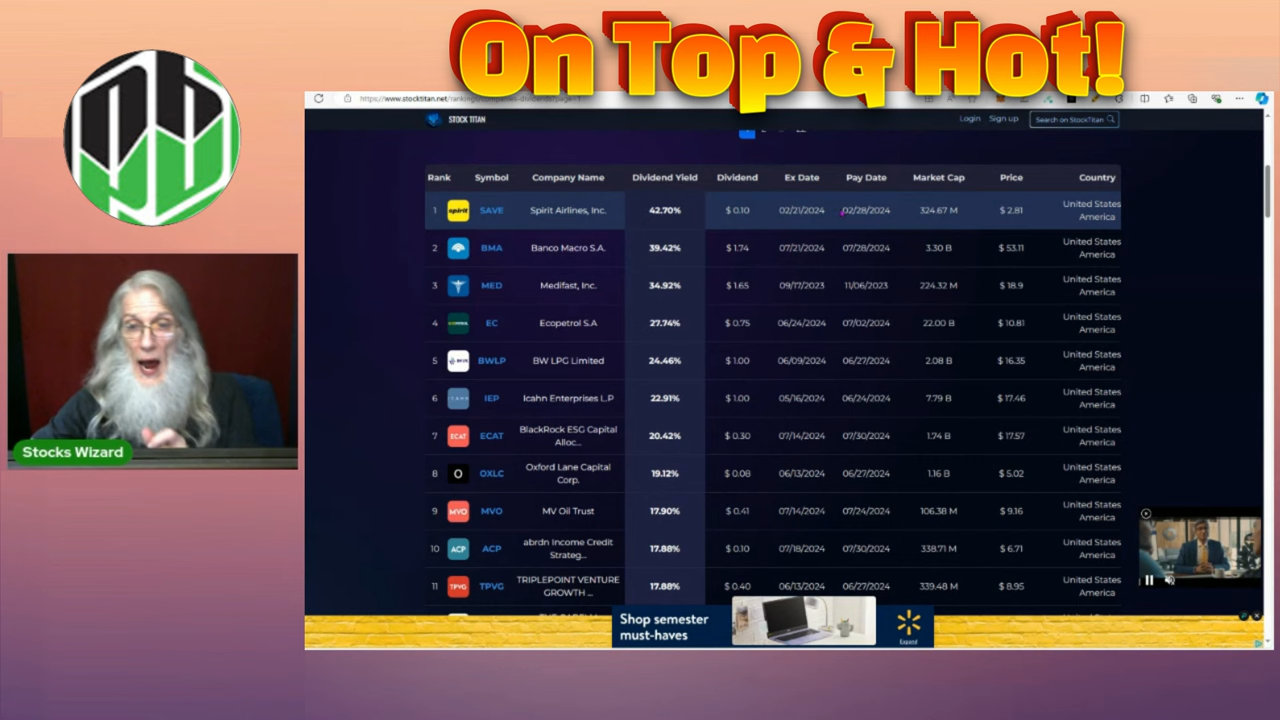 On Top & Hot!
STOCK TITAN
Login Sign up Search on StockTitan
Rank Symbol Company Name Dividend Yield Dividend Ex Date Pay Date Market Cap Price Country
1 spirit SAVE Spirit Airlines, Inc. 42.70% $ 0.10 02/21/2024 02/28/2024 324.67 M $ 2.81 United States America
2 BMA Banco Macro S.A. 39.42% $ 1.74 07/21/2024 07/28/2024 3.30 B $ 53.11 United States America
3 MED Medifast, Inc. 34.92% $ 1.65 09/17/2023 11/06/2023 224.32 M $ 18.9 United States America
4 EC Ecopetrol S.A 27.74% $ 0.75 06/24/2024 07/02/2024 22.00 B $ 10.81 United States America
5 BWLP BW LPG Limited 24.46% $ 1.00 06/09/2024 06/27/2024 2.08 B $ 16.35 United States America
6 IEP Icahn Enterprises L.P 22.91% $ 1.00 05/16/2024 06/24/2024 7.79 B $ 17.46 United States America
7 ECAT ECAT BlackRock ESG Capital Alloc... 20.42% $ 0.30 07/14/2024 07/30/2024 1.74 B $ 17.57 United States America
8 O OXLC Oxford Lane Capital Corp. 19.12% $ 0.08 06/13/2024 06/27/2024 1.16 B $ 5.02 United States America
9 MVO MVO MV Oil Trust 17.90% $ 0.41 07/14/2024 07/24/2024 106.38 M $ 9.16 United States America
10 ACP ACP abrdn Income Credit Strateg... 17.88% $ 0.10 07/18/2024 07/30/2024 338.71 M $ 6.71 United States America
11 TPVG TPVG TRIPLEPOINT VENTURE GROWTH ... 17.88% $ 0.40 06/13/2024 06/27/2024 339.48 M $ 8.95 United States America
Stocks Wizard
Shop semester
must-haves
Expand